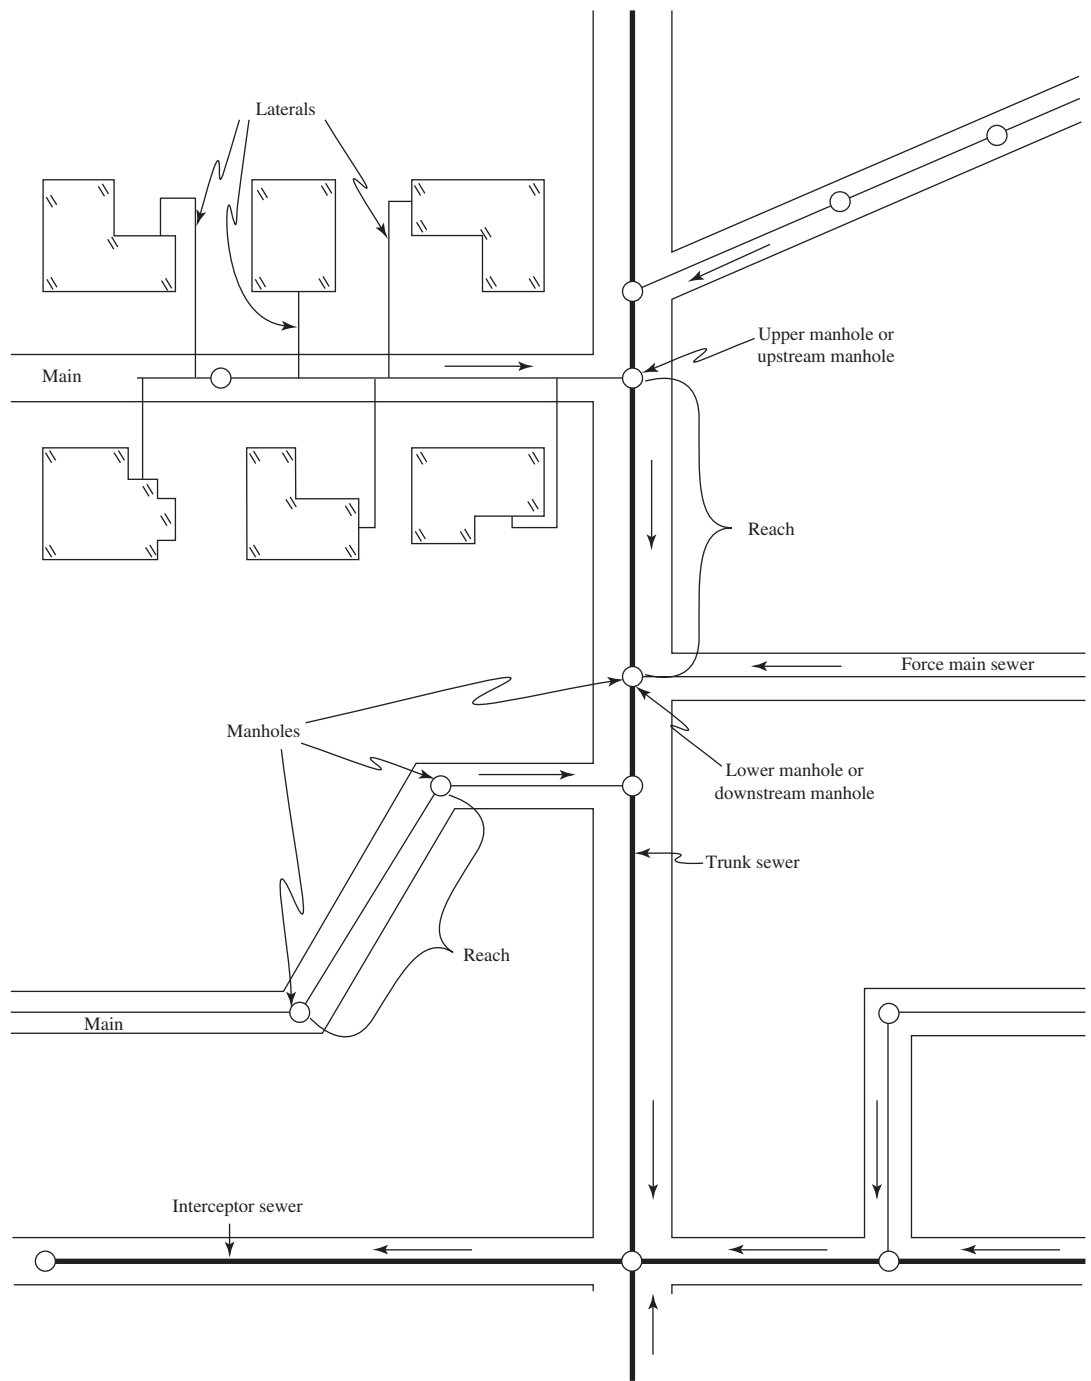 Laterals
Upper manhole or
upstream manhole
Main
Reach
Force main sewer
Manholes
Lower manhole or
downstream manhole
Trunk sewer
Reach
Main
Interceptor sewer